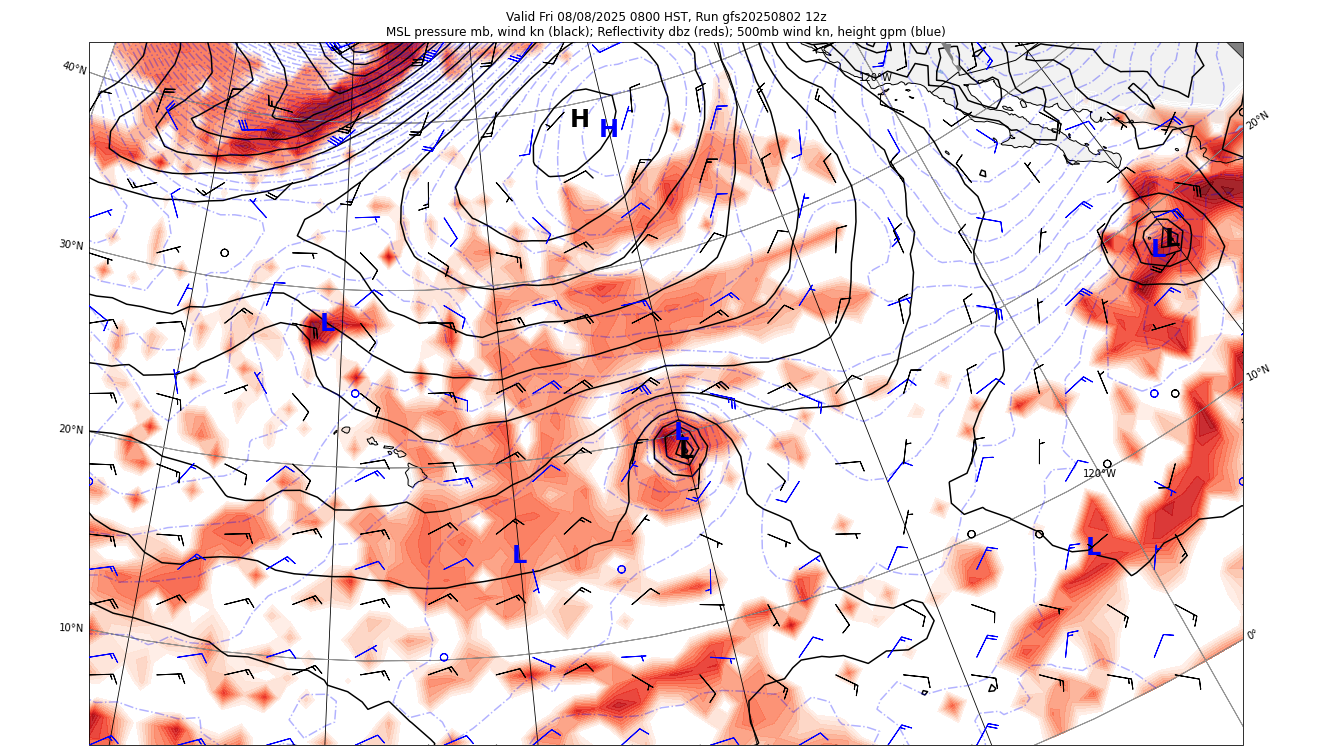 Valid Fri 08/08/2025 0800 HST, Run gfs20250802 12z
MSL pressure mb, wind kn (black); Reflectivity dbz (reds); 500mb wind kn, height gpm (blue)
40°N
120°W
H
H
20°N
30°N
L
L
L
10°N
20°N
L
L
120°W
L
L
10°N
0°